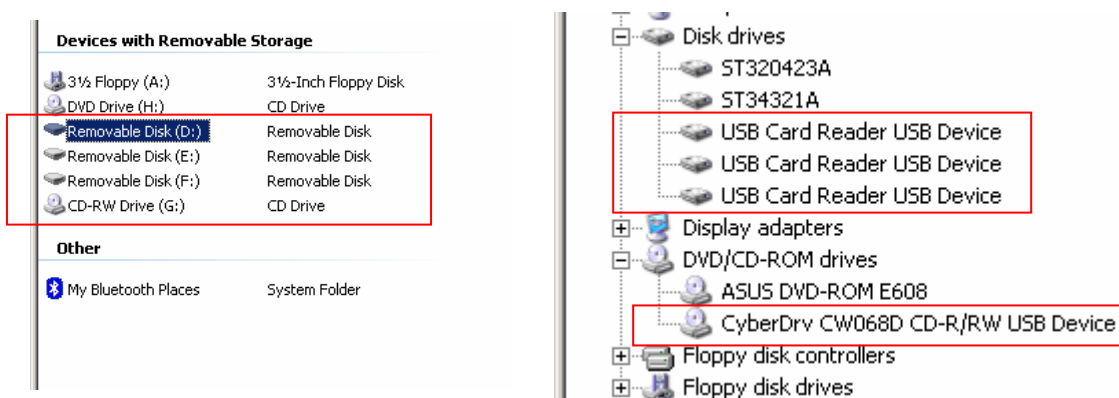 Devices with Removable Storage
3½ Floppy (A:) 3½-Inch Floppy Disk
DVD Drive (H:) CD Drive
Removable Disk (D:) Removable Disk
Removable Disk (E:) Removable Disk
Removable Disk (F:) Removable Disk
CD-RW Drive (G:) CD Drive
Other
My Bluetooth Places System Folder
Disk drives
ST320423A
ST34321A
USB Card Reader USB Device
USB Card Reader USB Device
USB Card Reader USB Device
Display adapters
DVD/CD-ROM drives
ASUS DVD-ROM E608
CyberDrv CW068D CD-R/RW USB Device
Floppy disk controllers
Floppy disk drives